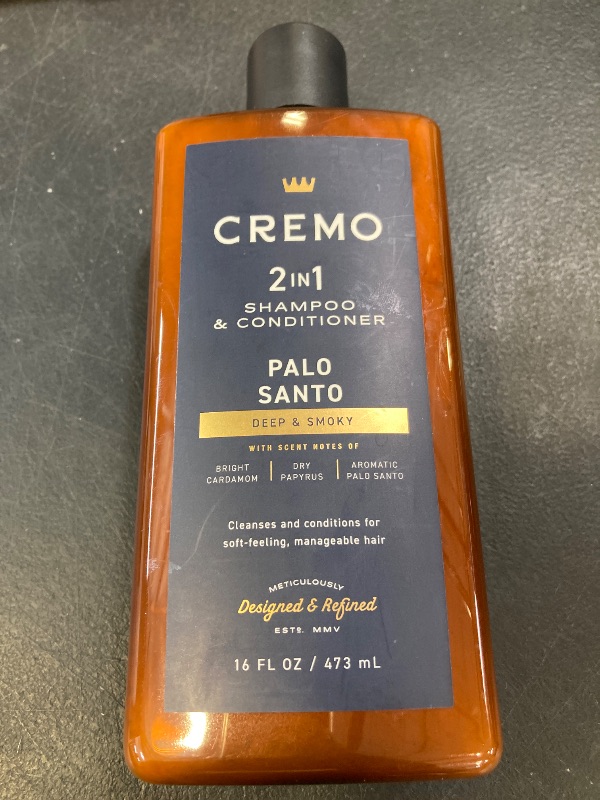 CREMO
2IN1
SHAMPOO
& CONDITIONER
PALO
SANTO
DEEP & SMOKY
WITH SCENT NOTES OF
BRIGHT CARDAMOM | DRY PAPYRUS | AROMATIC PALO SANTO
Cleanses and conditions for
soft-feeling, manageable hair
METICULOUSLY
Designed & Refined
ESTD. MMV
16 FL OZ / 473 mL